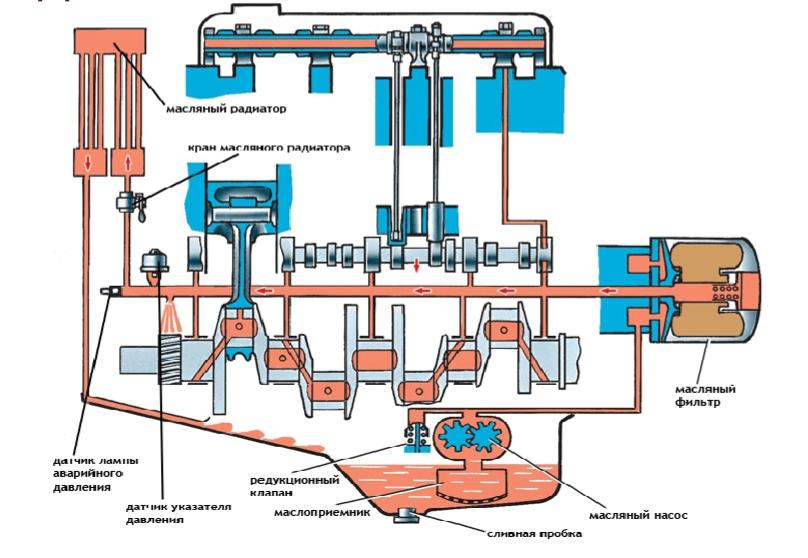 масляный радиатор
кран масляного радиатора
масляный
фильтр
датчик лампы
аварийного
давления
датчик указателя
давления
редукционный
клапан
маслоприемник
масляный насос
сливная пробка